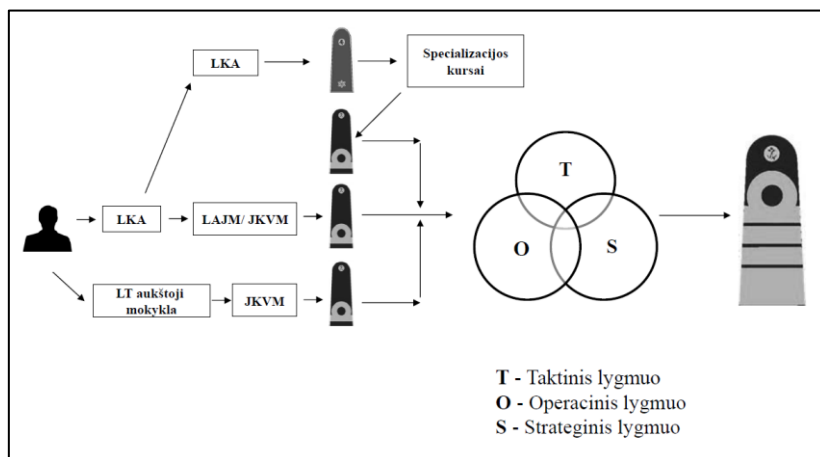 LKA
Specializacijos
kursai
LKA
LAJM/ JKVM
LT aukštoji
mokykla
JKVM
T
O
S
T - Taktinis lygmuo
O - Operacinis lygmuo
S - Strateginis lygmuo